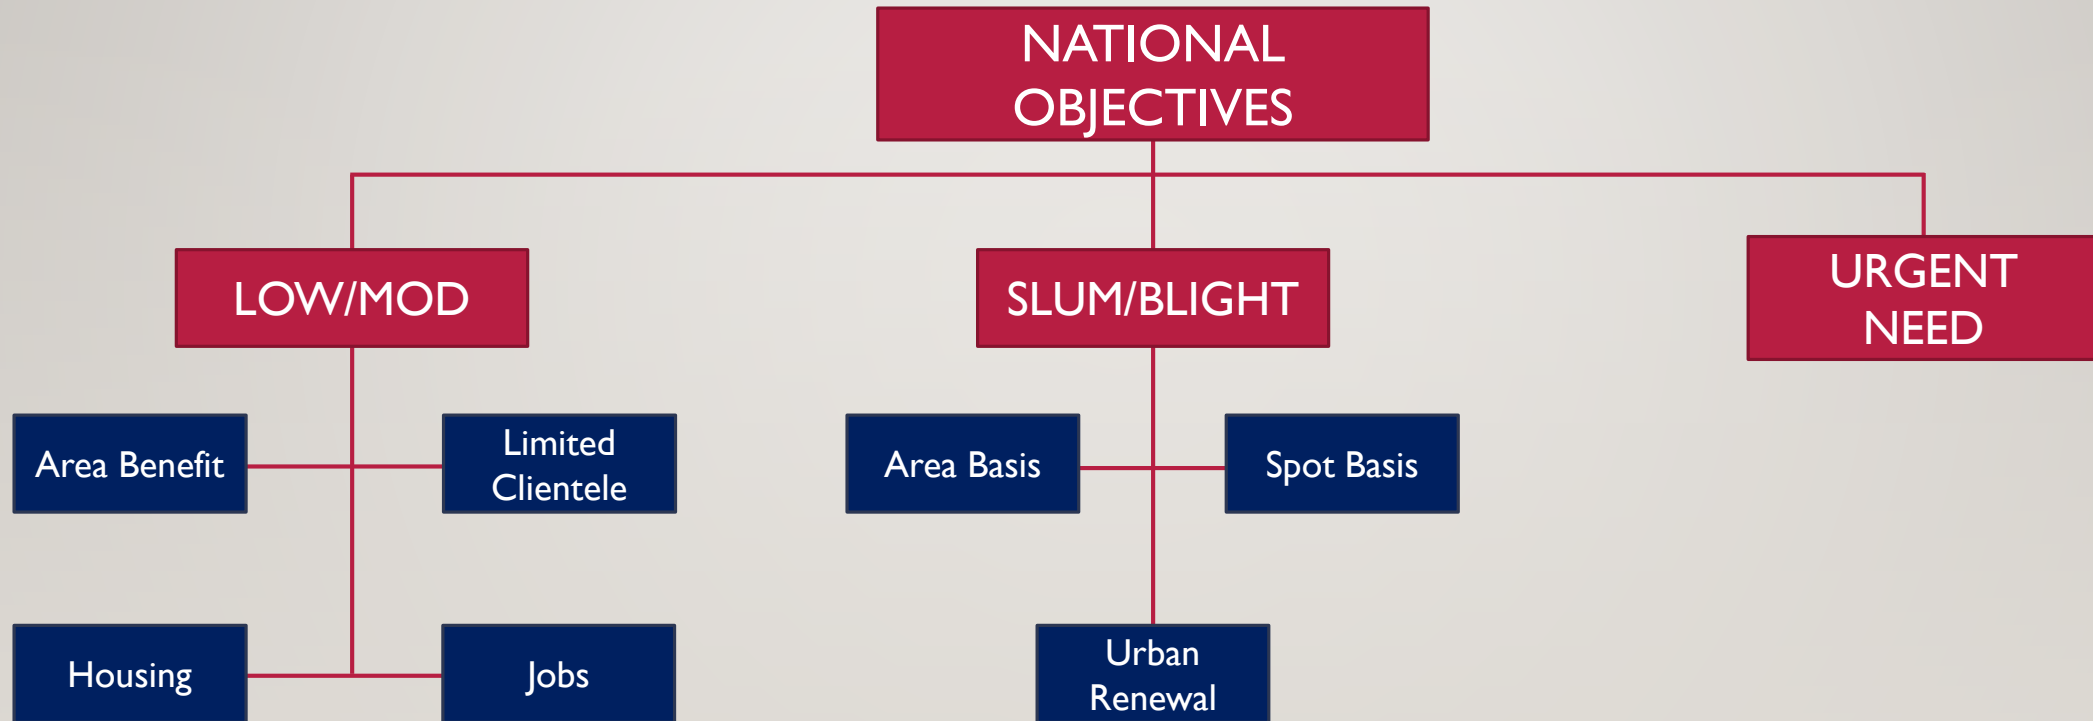 NATIONAL
OBJECTIVES
LOW/MOD
SLUM/BLIGHT
URGENT
NEED
Area Benefit
Limited
Clientele
Area Basis
Spot Basis
Housing
Jobs
Urban
Renewal